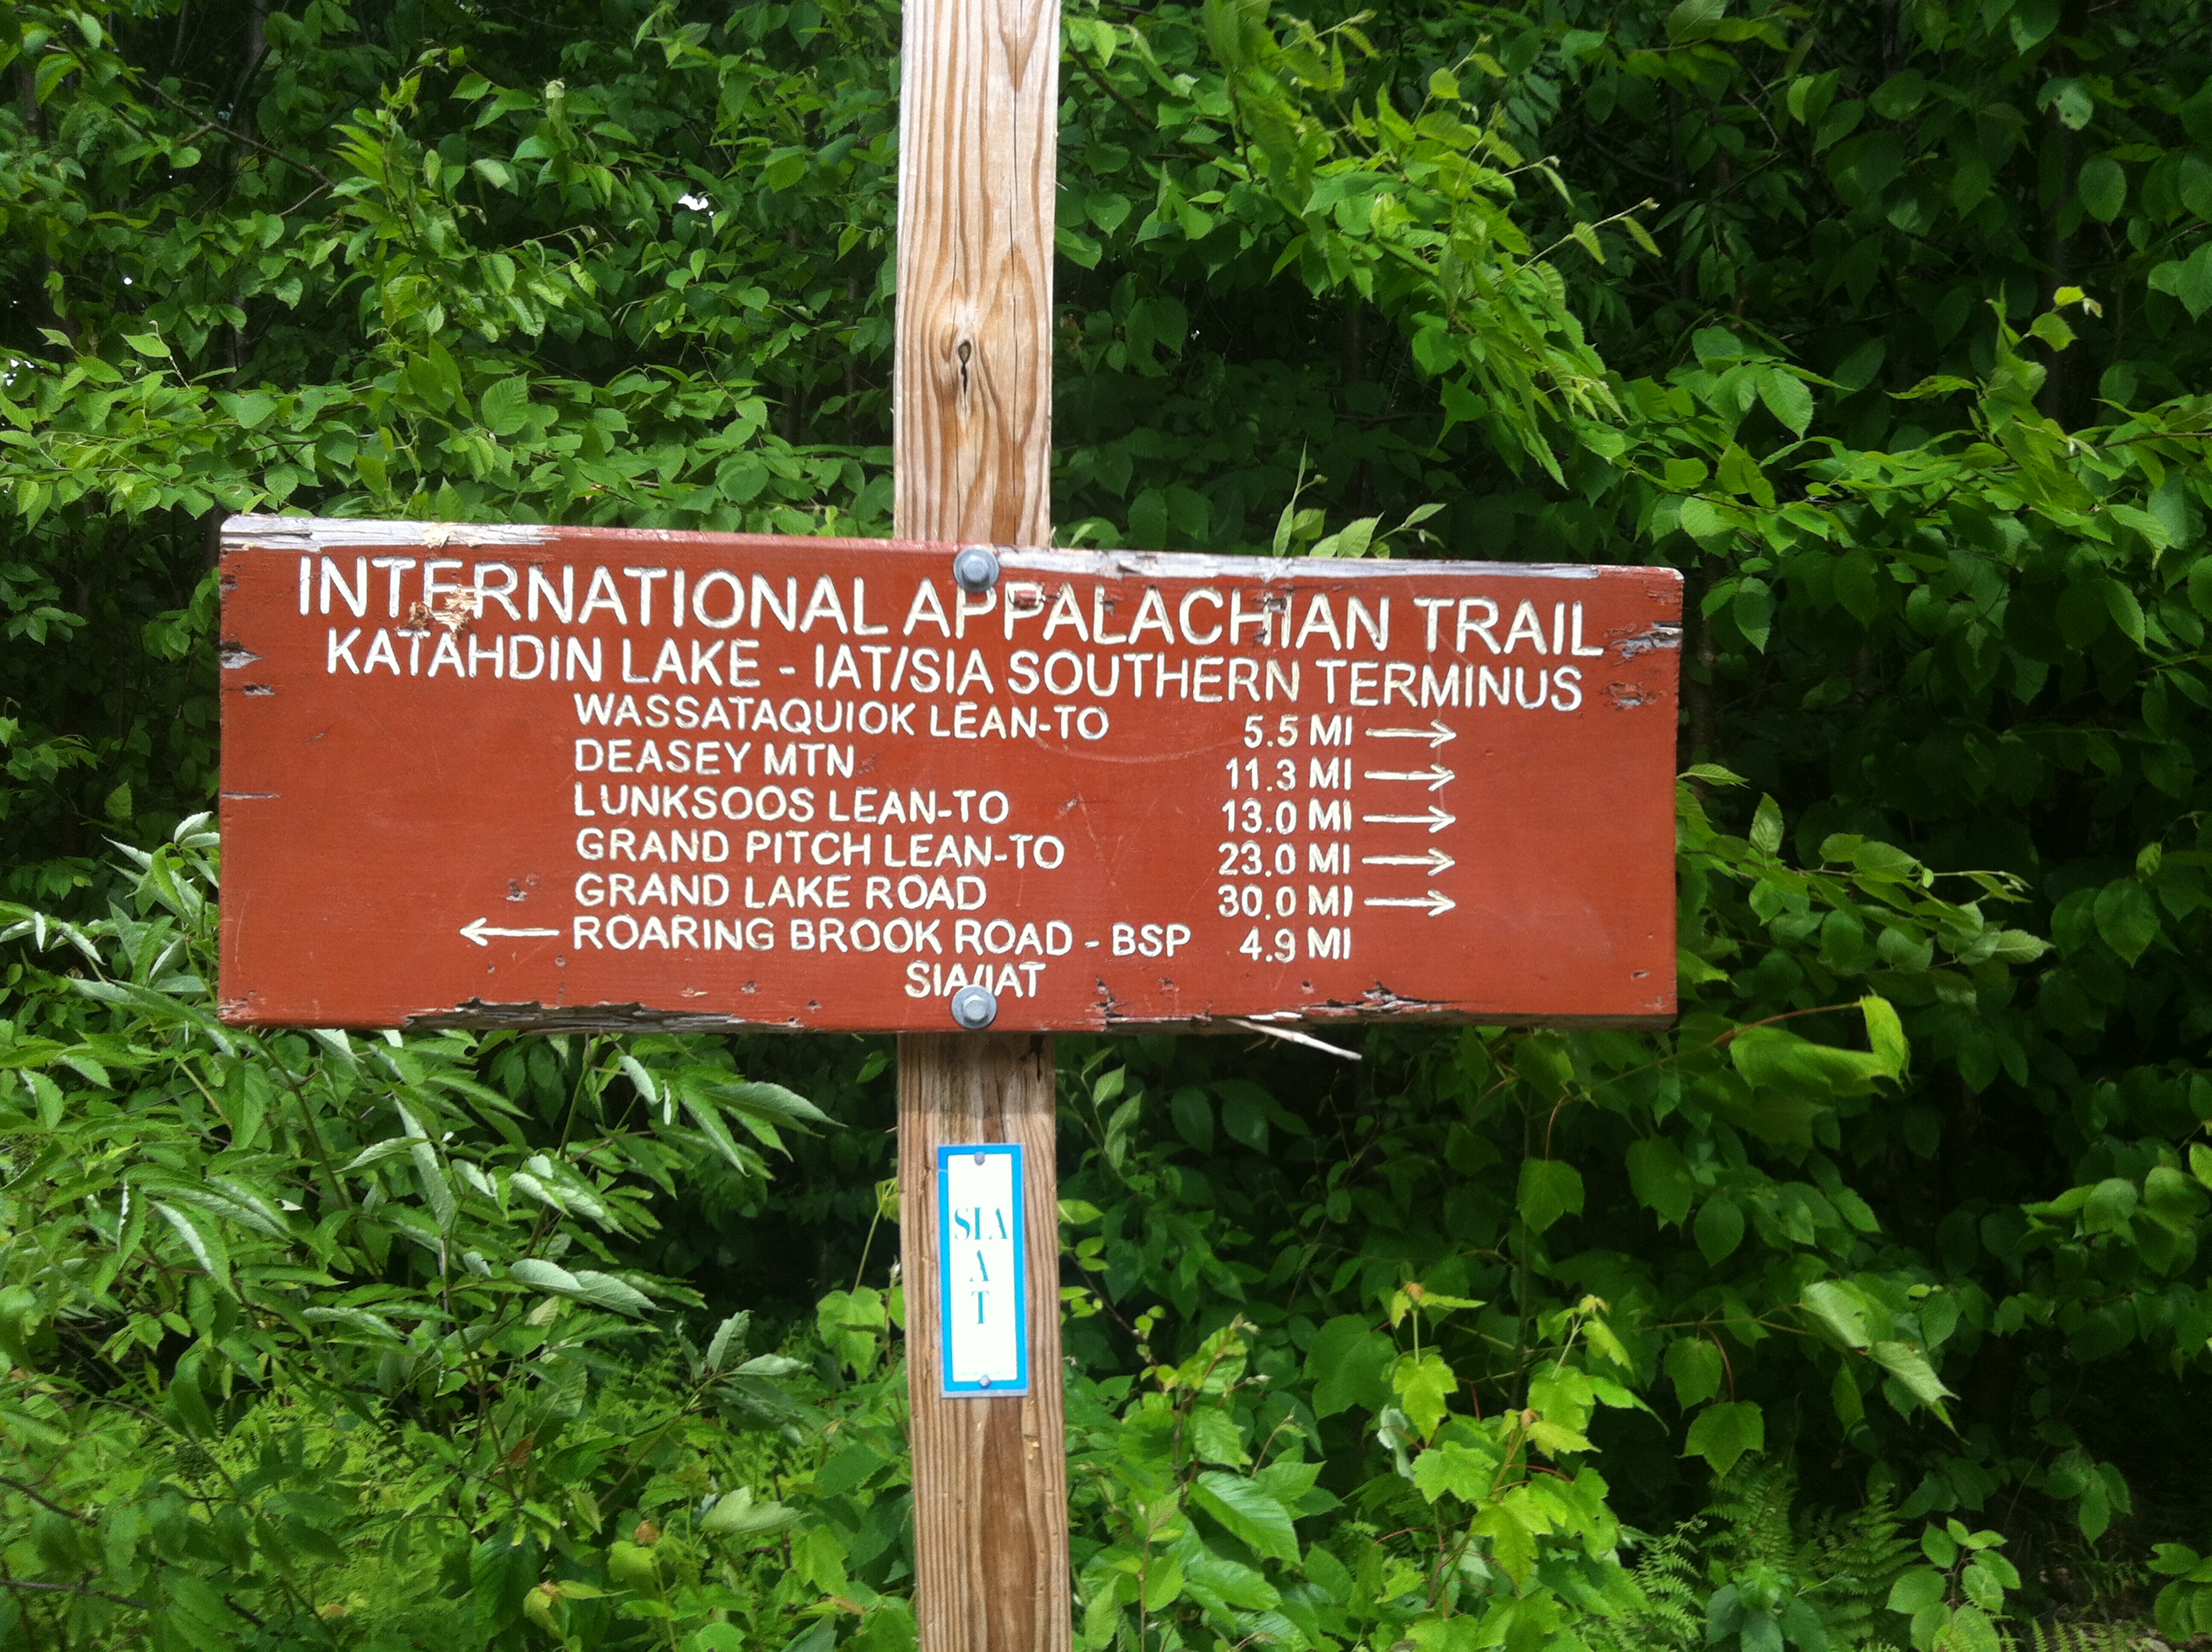 INTERNATIONAL APPALACHIAN TRAIL
KATAHDIN LAKE - IAT/SIA SOUTHERN TERMINUS
WASSATAQUIOK LEAN-TO 5.5 MI →
DEASEY MTN 11.3 MI →
LUNKSOOS LEAN-TO 13.0 MI →
GRAND PITCH LEAN-TO 23.0 MI →
GRAND LAKE ROAD 30.0 MI →
← ROARING BROOK ROAD - BSP 4.9 MI
SIA/IAT
SIA
A
T